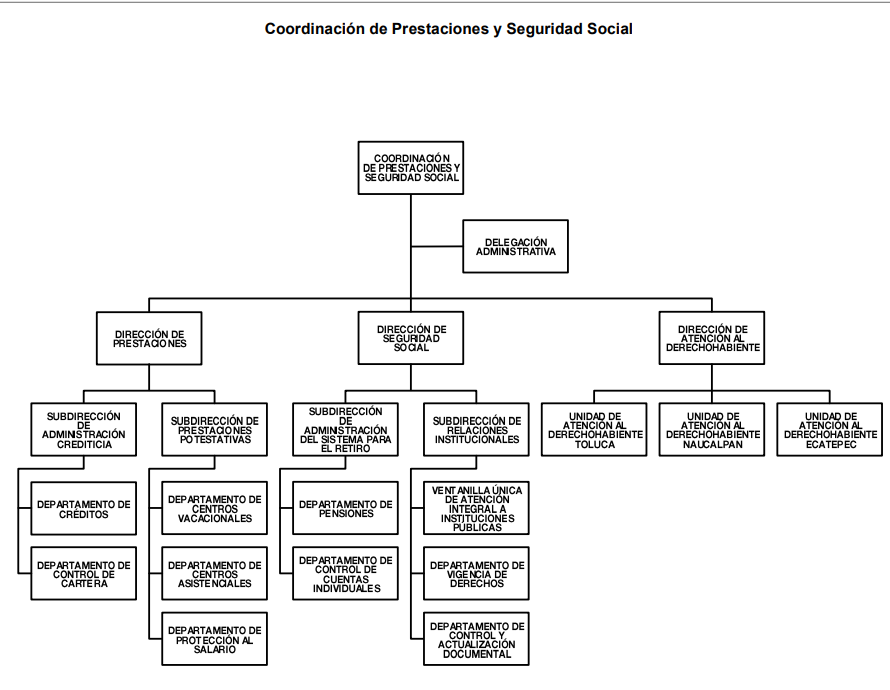 Coordinación de Prestaciones y Seguridad Social
COORDINACIÓN
DE PRESTACIONES Y
SEGURIDAD SOCIAL
DELEGACIÓN
ADMINISTRATIVA
DIRECCIÓN DE
PRESTACIONES
DIRECCIÓN DE
SEGURIDAD
SOCIAL
DIRECCIÓN DE
ATENCIÓN AL
DERECHOHABIENTE
SUBDIRECCIÓN
DE
ADMINISTRACIÓN
CREDITICIA
SUBDIRECCIÓN DE
PRESTACIONES
POTESTATIVAS
SUBDIRECCIÓN
DE
ADMINISTRACIÓN
DEL SISTEMA PARA
EL RETIRO
SUBDIRECCIÓN DE
RELACIONES
INSTITUCIONALES
UNIDAD DE
ATENCIÓN AL
DERECHOHABIENTE
TOLUCA
UNIDAD DE
ATENCIÓN AL
DERECHOHABIENTE
NAUCALPAN
UNIDAD DE
ATENCIÓN AL
DERECHOHABIENTE
ECATEPEC
DEPARTAMENTO DE
CRÉDITOS
DEPARTAMENTO DE
CENTROS
VACACIONALES
DEPARTAMENTO DE
PENSIONES
VENTANILLA ÚNICA
DE ATENCIÓN
INTEGRAL A
INSTITUCIONES
PÚBLICAS
DEPARTAMENTO DE
CONTROL DE
CARTERA
DEPARTAMENTO DE
CENTROS
ASISTENCIALES
DEPARTAMENTO DE
CONTROL DE
CUENTAS
INDIVIDUALES
DEPARTAMENTO DE
VIGENCIA DE
DERECHOS
DEPARTAMENTO DE
PROTECCIÓN AL
SALARIO
DEPARTAMENTO DE
CONTROL Y
ACTUALIZACIÓN
DOCUMENTAL